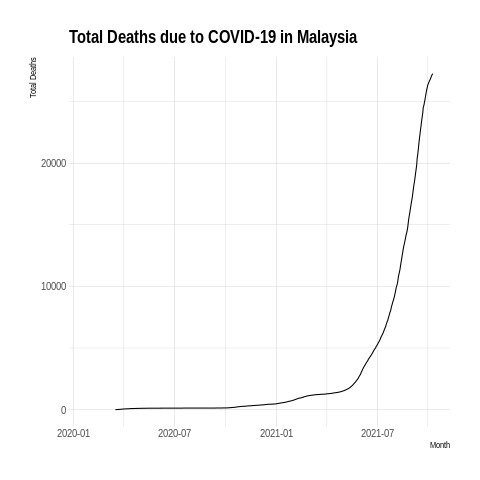 Total Deaths due to COVID-19 in Malaysia
Total Deaths
20000
10000
0
2020-01 2020-07 2021-01 2021-07
Month